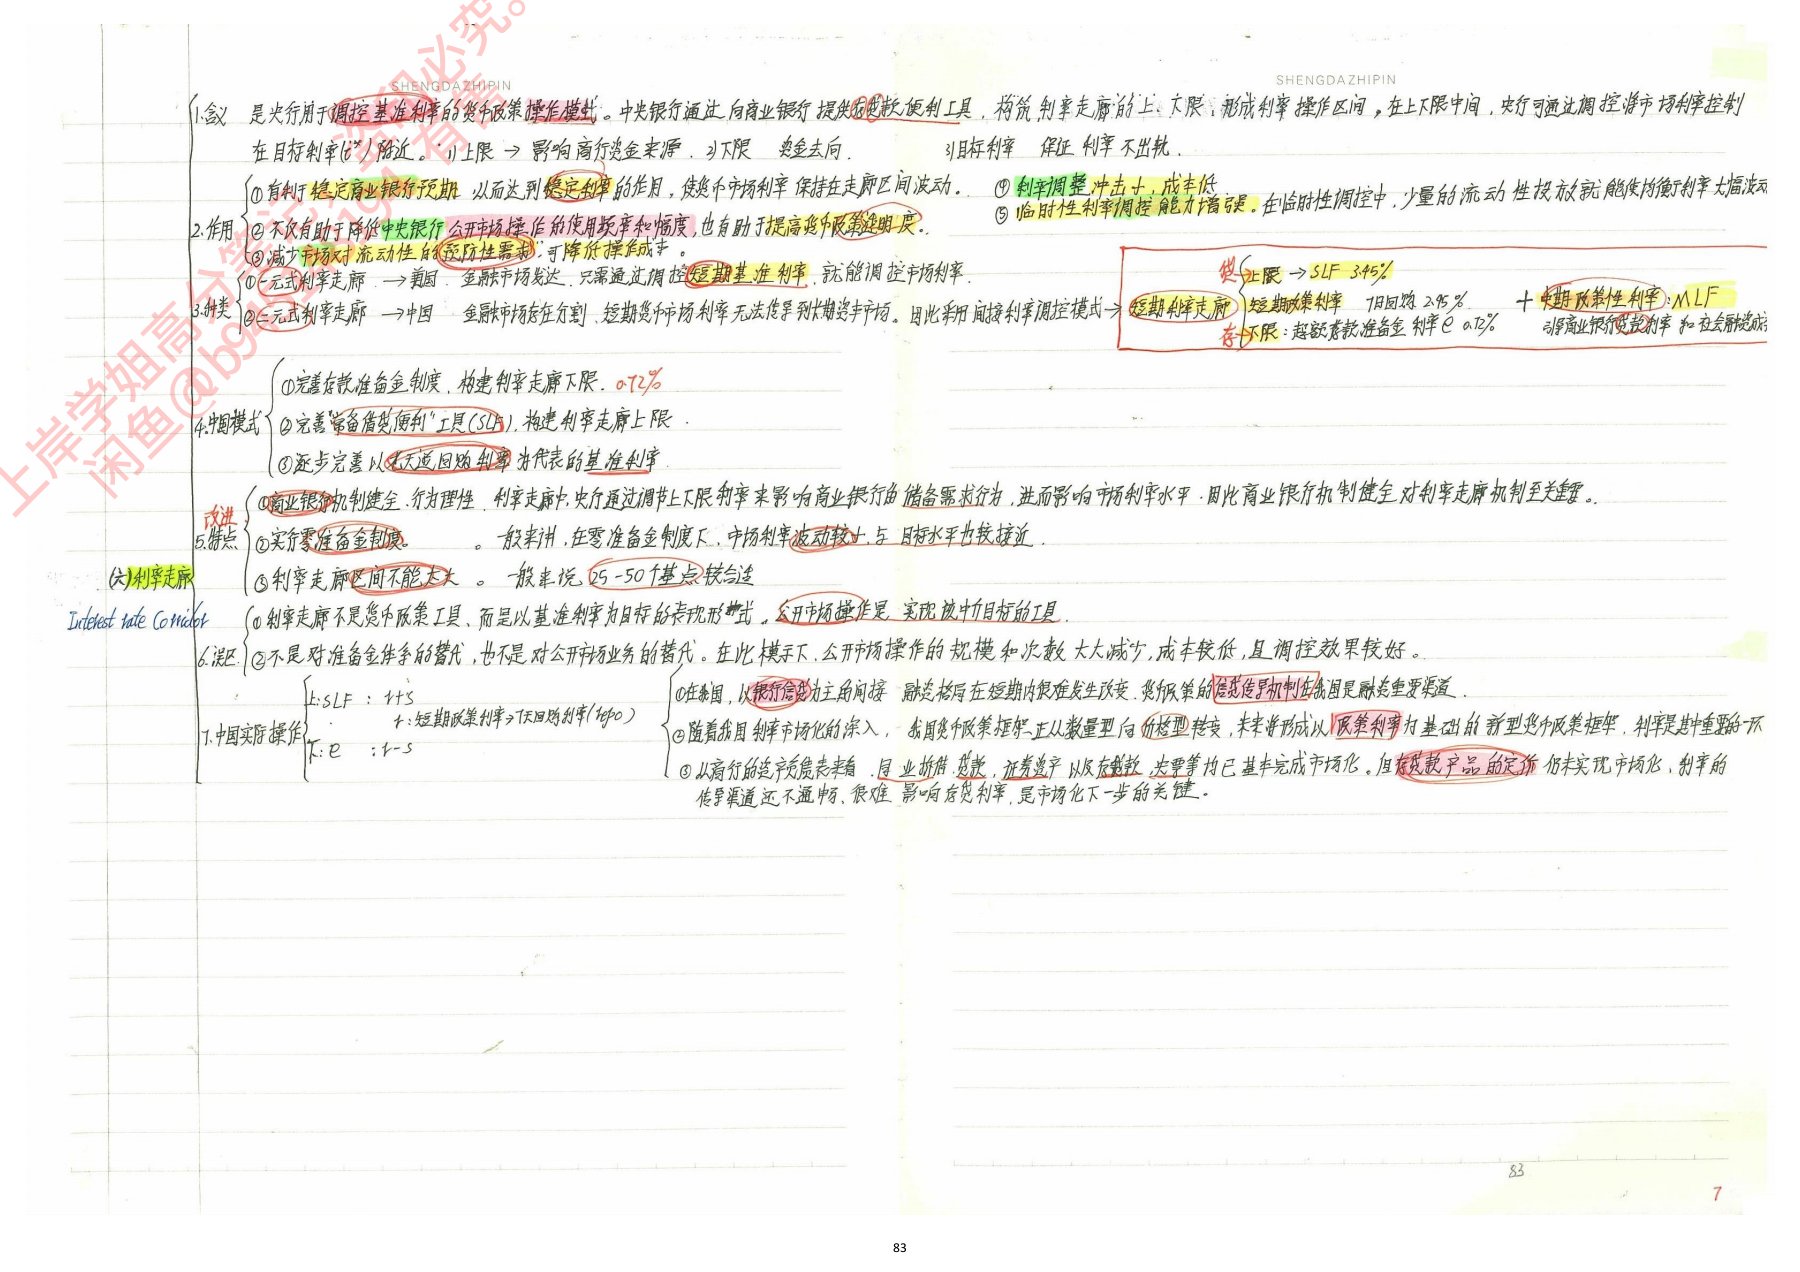 SHENGDAZHIPIN
SHENGDAZHIPIN
(六)利率走廊
Interest rate Corridor
1.含义 是央行用于调控基准利率的货币政策操作模式。中央银行通过向商业银行提供存贷款便利工具,构筑利率走廊的上、下限,形成利率操作区间。在上下限中间,央行可通过调控将市场利率控制
在目标利率(i*)附近。 1)上限 → 影响商行资金来源. 2)下限 资金去向. 3)目标利率 保证利率不出轨.
2.作用
①有利于稳定商业银行预期 从而达到稳定利率的作用,使货币市场利率保持在走廊区间波动。
②不仅有助于降低中央银行公开市场操作的使用频率和幅度,也有助于提高货币政策透明度。
③减少市场对流动性的"预防性需求",可降低操作成本。
④利率调整冲击小,成本低
⑤临时性利率调控能力增强。在临时性调控中,少量的流动性投放就能使均衡利率大幅波动
3.种类
①一元式利率走廊 → 美国 金融市场发达、只需通过调控短期基准利率、就能调控市场利率.
②二元式利率走廊 → 中国 金融市场存在分割、短期货币市场利率无法传导到长期资本市场。因此采用间接利率调控模式→
短期利率走廊
贷 上限 → SLF 3.45%
短期政策利率 7日回购 2.45%
存 下限:超额存款准备金利率e 0.72%
+ 中期政策性利率:MLF
引导商业银行贷款利率和社会融资成
4.中国模式
①完善存款准备金制度、构建利率走廊下限. 0.72%
②完善"常备借贷便利"工具(SLF),构建利率走廊上限.
③逐步完善以七天逆回购利率为代表的基准利率.
改进
5.特点
①商业银行机制健全、行为理性. 利率走廊中,央行通过调节上下限利率来影响商业银行的储备需求行为,进而影响市场利率水平.因此商业银行机制健全对利率走廊机制至关重要。
②实行零准备金制度。 一般来讲,在零准备金制度下、市场利率波动较小、与目标水平也较接近.
③利率走廊区间不能太大。一般来说 25-50个基点较合适
6.误区
①利率走廊不是货币政策工具、而是以基准利率为目标的表现形式。公开市场操作是实现该中介目标的工具.
②不是对准备金体系的替代,也不是对公开市场业务的替代。在此模式下,公开市场操作的规模和次数大大减少,成本较低,且调控效果较好。
7.中国实际操作
上:SLF : r+s
r:短期政策利率→7天回购利率(repo)
下:e : r-s
①在我国,以银行信贷为主的间接融资格局在短期内很难发生改变.货币政策的信贷传导机制在我国是融资重要渠道.
②随着我国利率市场化的深入, 我国货币政策框架正从数量型向价格型转变,未来将形成以政策利率为基础的新型货币政策框架,利率是其中重要的一环
③从商行的资产负债表来看,同业拆借、贷款,证券资产以及存款、央票等均已基本完成市场化。但存贷款产品的定价仍未实现市场化、利率的
传导渠道还不通畅、很难影响存贷利率,是市场化下一步的关键。
83
7
83
上岸学姐高分笔记
闲鱼@b9